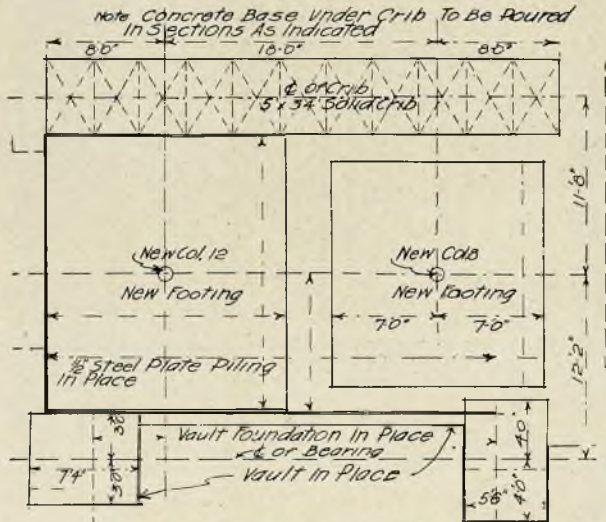 Note Concrete Base Under Crib To Be Poured
In Sections As Indicated
8'0" 18'-0" 8'0"
℄ of Crib
5 x 34 Solid Crib
11'-8"
New Col. 12
New Col.8
New Footing
New Footing
7'0" 7'0"
12'2"
½" Steel Plate Piling
In Place
3'0"
Vault Foundation In Place
℄ of Bearing
Vault In Place
7'4"
3'0"
4'0"
5'6"
4'0"